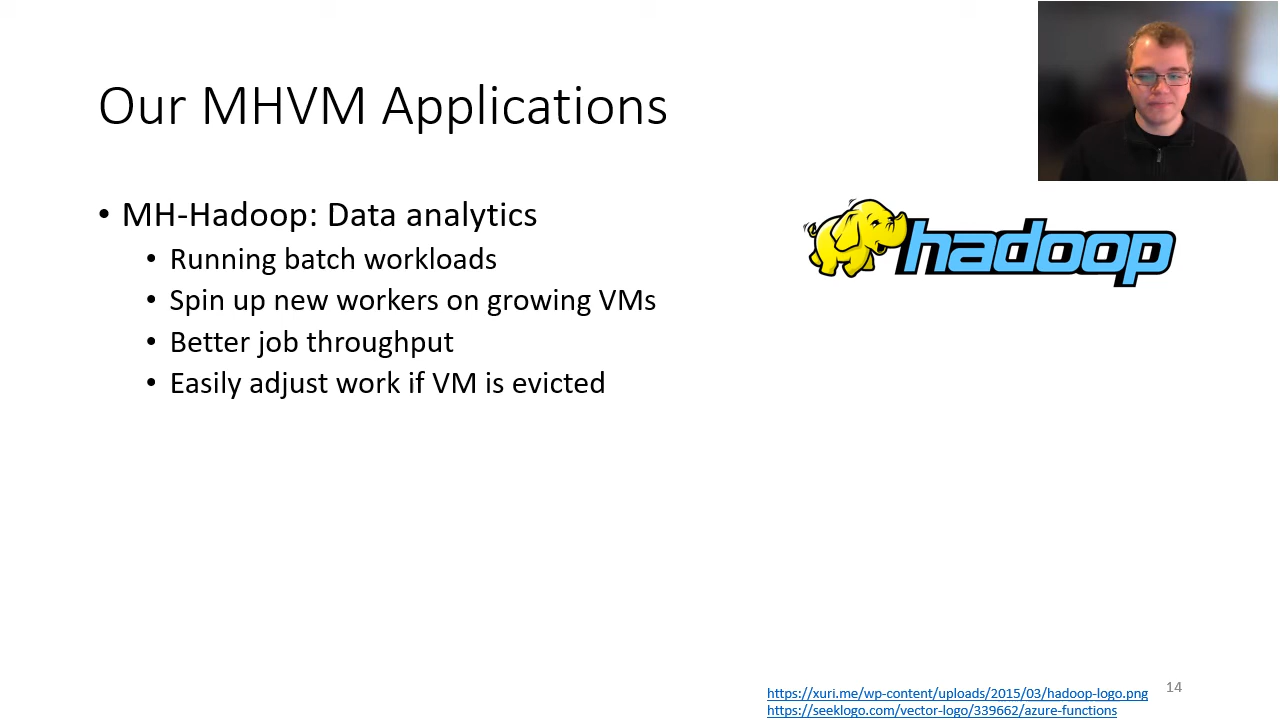 Our MHVM Applications
• MH-Hadoop: Data analytics
• Running batch workloads
• Spin up new workers on growing VMs
• Better job throughput
• Easily adjust work if VM is evicted
hadoop
https://xuri.me/wp-content/uploads/2015/03/hadoop-logo.png
https://seeklogo.com/vector-logo/339662/azure-functions
14